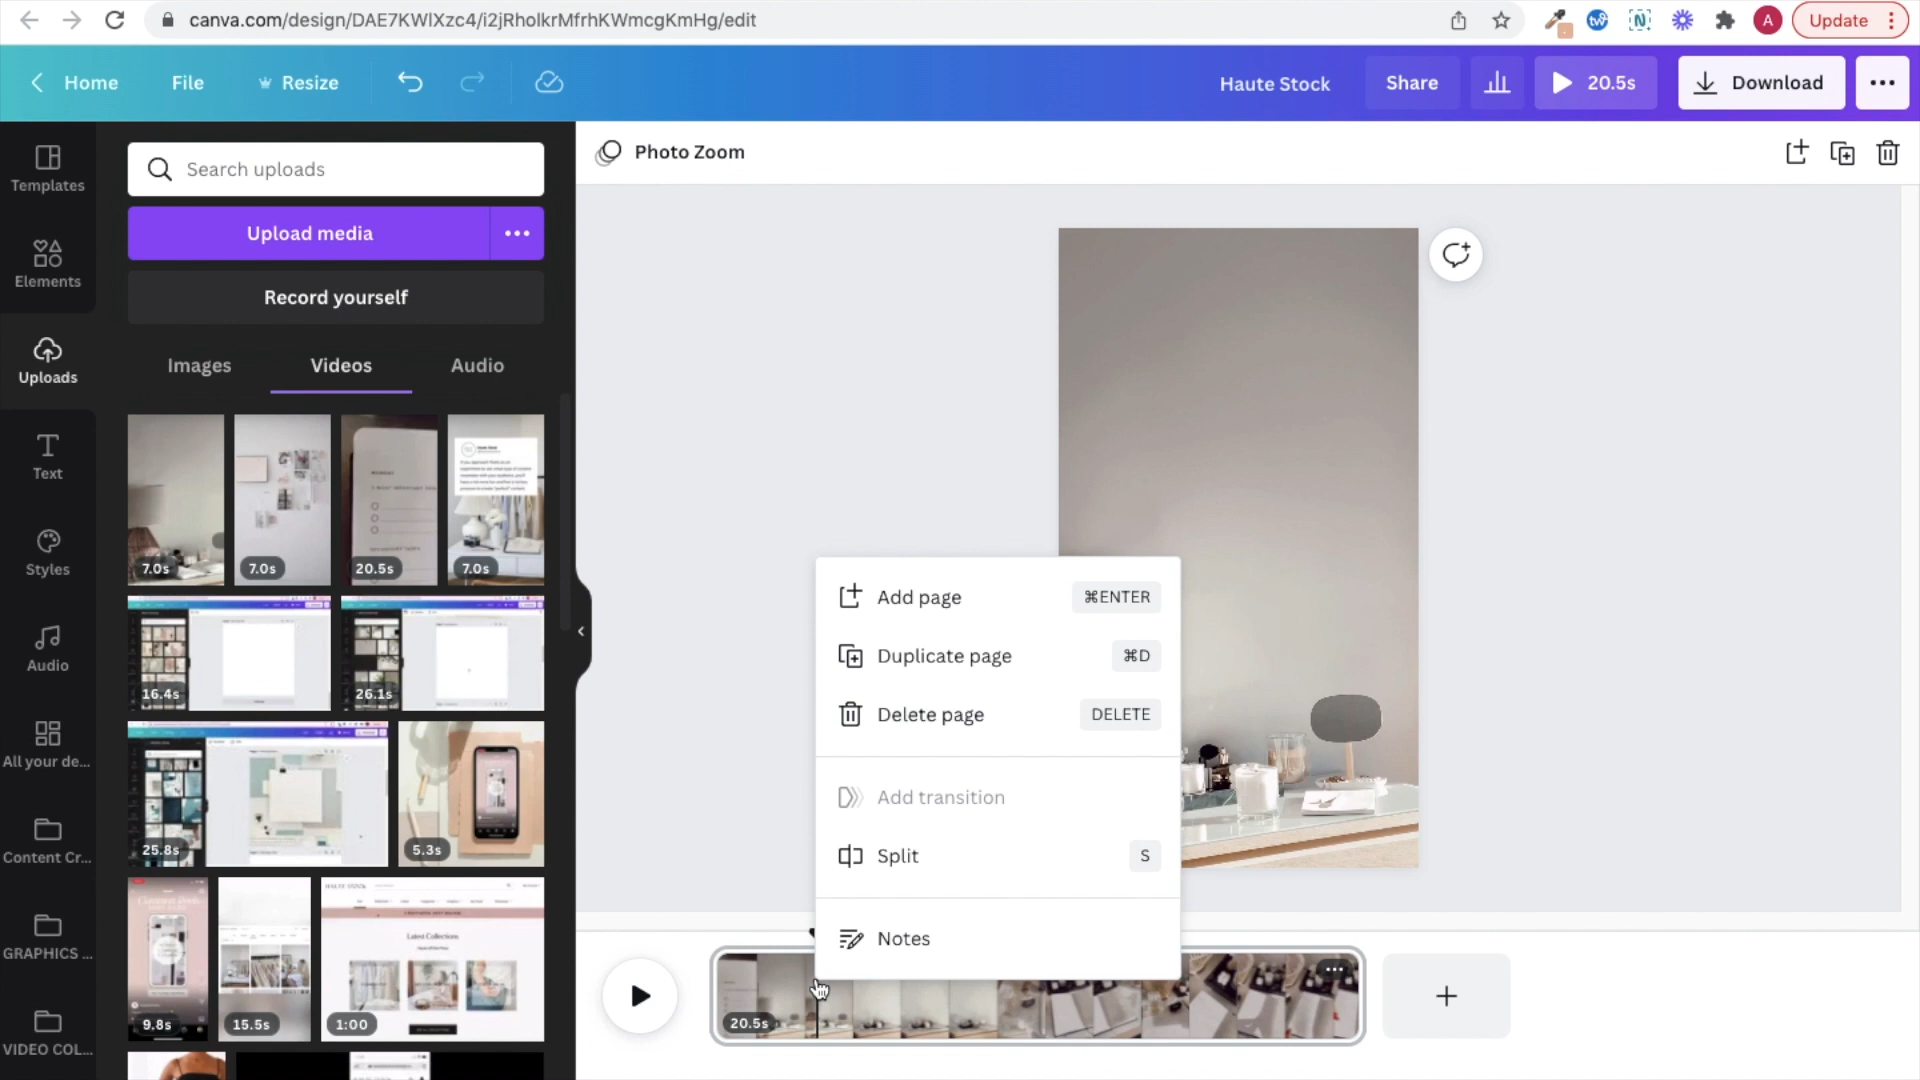 canva.com/design/DAE7KWlXzc4/i2jRholkrMfrhKWmcgKmHg/edit
A
Update
Home
File
Resize
Haute Stock
Share
20.5s
Download
Templates
Elements
Uploads
Text
Styles
Audio
All your de...
Content Cr...
GRAPHICS ...
VIDEO COL...
Search uploads
Upload media
Record yourself
Images
Videos
Audio
7.0s
7.0s
20.5s
7.0s
16.4s
26.1s
25.8s
5.3s
Latest Collections
9.8s
15.5s
1:00
Photo Zoom
Add page
⌘ENTER
Duplicate page
⌘D
Delete page
DELETE
Add transition
Split
S
Notes
20.5s